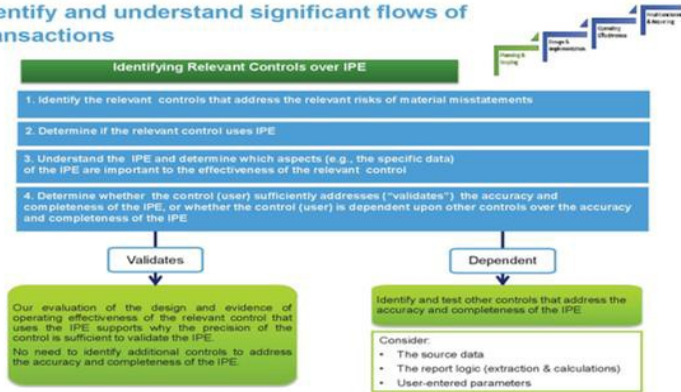 entify and understand significant flows of
ansactions
Planning &
Scoping
Design &
Implementation
Operating
Effectiveness
& Reporting
Identifying Relevant Controls over IPE
1. Identify the relevant controls that address the relevant risks of material misstatements
2. Determine if the relevant control uses IPE
3. Understand the IPE and determine which aspects (e.g., the specific data)
of the IPE are important to the effectiveness of the relevant control
4. Determine whether the control (user) sufficiently addresses (“validates”) the accuracy and
completeness of the IPE, or whether the control (user) is dependent upon other controls over the accuracy
and completeness of the IPE
Validates
Dependent
Our evaluation of the design and evidence of
operating effectiveness of the relevant control that
uses the IPE supports why the precision of the
control is sufficient to validate the IPE.
No need to identify additional controls to address
the accuracy and completeness of the IPE.
Identify and test other controls that address the
accuracy and completeness of the IPE
Consider:
• The source data
• The report logic (extraction & calculations)
• User-entered parameters